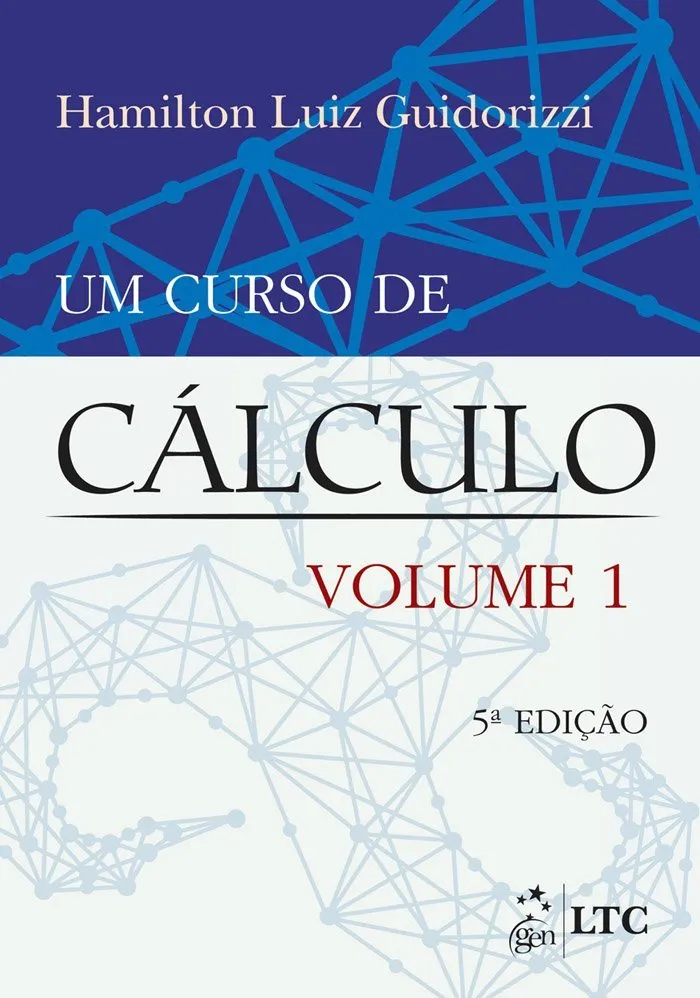 Hamilton Luiz Guidorizzi
UM CURSO DE
CÁLCULO
VOLUME 1
5ª EDIÇÃO
gen
LTC